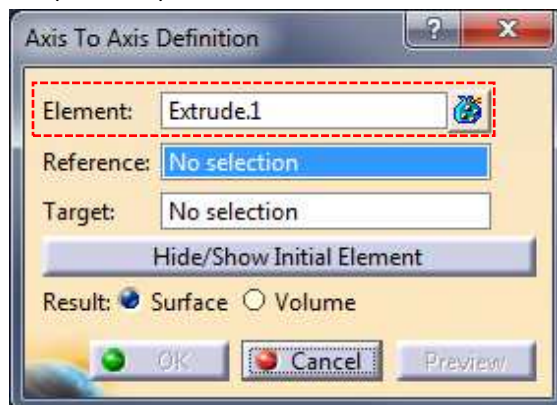 Axis To Axis Definition ? X
Element: Extrude.1
Reference: No selection
Target: No selection
Hide/Show Initial Element
Result: Surface Volume
OK Cancel Preview